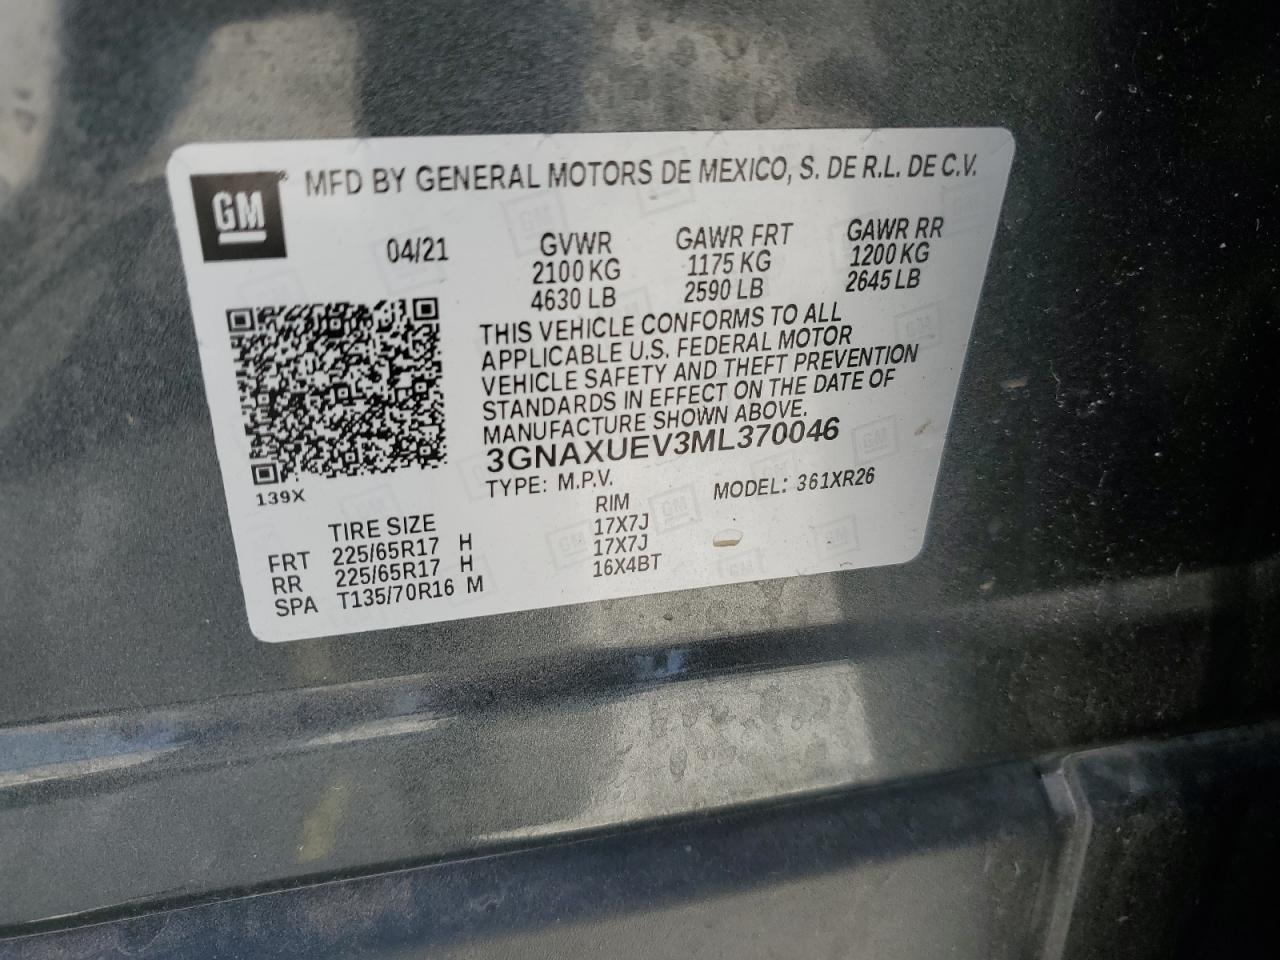 GM® MFD BY GENERAL MOTORS DE MEXICO, S. DE R.L. DE C.V.
04/21 GVWR GAWR FRT GAWR RR
2100 KG 1175 KG 1200 KG
4630 LB 2590 LB 2645 LB
THIS VEHICLE CONFORMS TO ALL
APPLICABLE U.S. FEDERAL MOTOR
VEHICLE SAFETY AND THEFT PREVENTION
STANDARDS IN EFFECT ON THE DATE OF
MANUFACTURE SHOWN ABOVE.
3GNAXUEV3ML370046
TYPE: M.P.V. MODEL: 361XR26
139X
TIRE SIZE RIM
FRT 225/65R17 H 17X7J
RR 225/65R17 H 17X7J
SPA T135/70R16 M 16X4BT